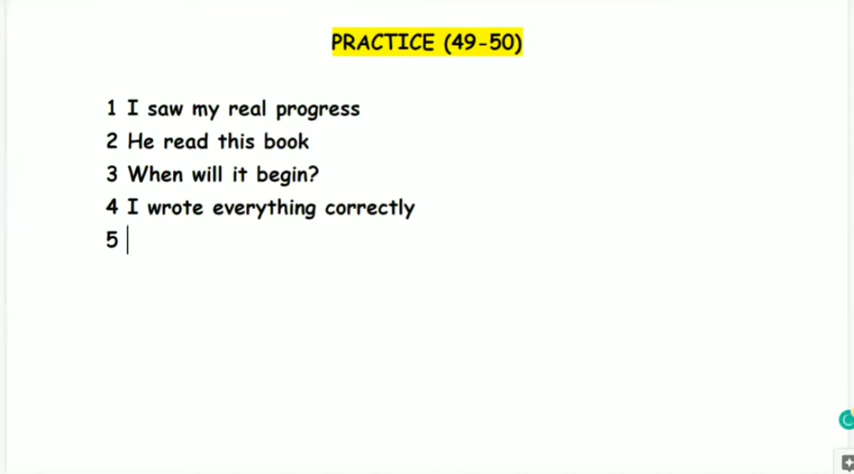 PRACTICE (49-50)
1 I saw my real progress
2 He read this book
3 When will it begin?
4 I wrote everything correctly
5